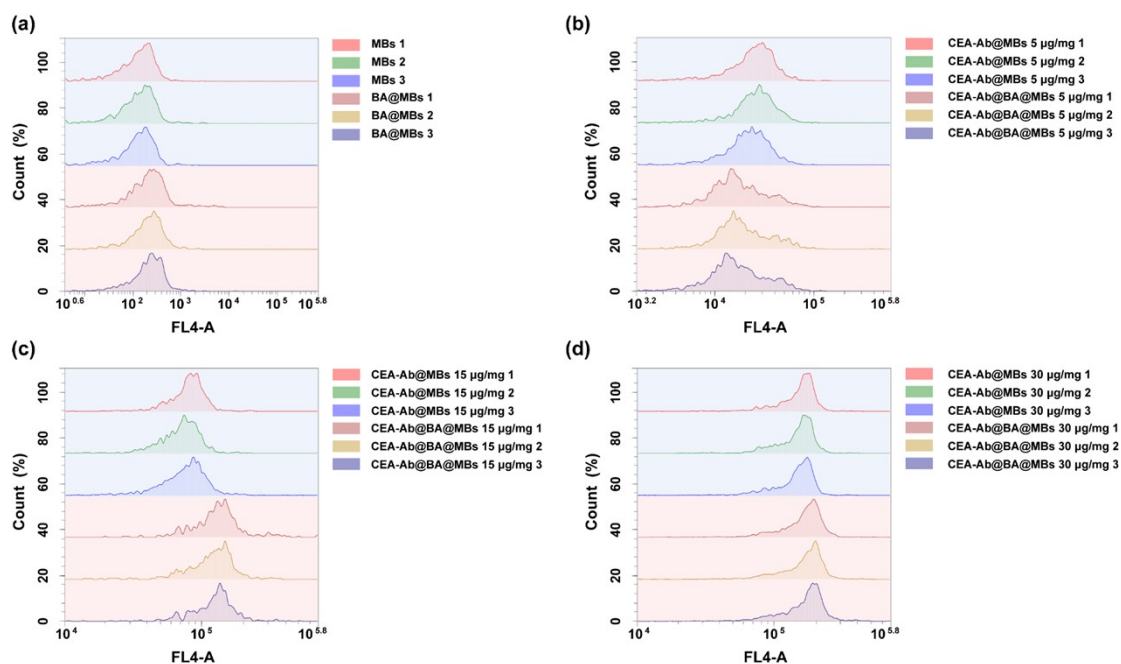 (a)
Count (%)
100
80
60
40
20
0
10^0.6
10^2
10^3
10^4
10^5
10^5.8
FL4-A
MBs 1
MBs 2
MBs 3
BA@MBs 1
BA@MBs 2
BA@MBs 3
(b)
Count (%)
100
80
60
40
20
0
10^3.2
10^4
10^5
10^5.8
FL4-A
CEA-Ab@MBs 5 μg/mg 1
CEA-Ab@MBs 5 μg/mg 2
CEA-Ab@MBs 5 μg/mg 3
CEA-Ab@BA@MBs 5 μg/mg 1
CEA-Ab@BA@MBs 5 μg/mg 2
CEA-Ab@BA@MBs 5 μg/mg 3
(c)
Count (%)
100
80
60
40
20
0
10^4
10^5
10^5.8
FL4-A
CEA-Ab@MBs 15 μg/mg 1
CEA-Ab@MBs 15 μg/mg 2
CEA-Ab@MBs 15 μg/mg 3
CEA-Ab@BA@MBs 15 μg/mg 1
CEA-Ab@BA@MBs 15 μg/mg 2
CEA-Ab@BA@MBs 15 μg/mg 3
(d)
Count (%)
100
80
60
40
20
0
10^4
10^5
10^5.8
FL4-A
CEA-Ab@MBs 30 μg/mg 1
CEA-Ab@MBs 30 μg/mg 2
CEA-Ab@MBs 30 μg/mg 3
CEA-Ab@BA@MBs 30 μg/mg 1
CEA-Ab@BA@MBs 30 μg/mg 2
CEA-Ab@BA@MBs 30 μg/mg 3